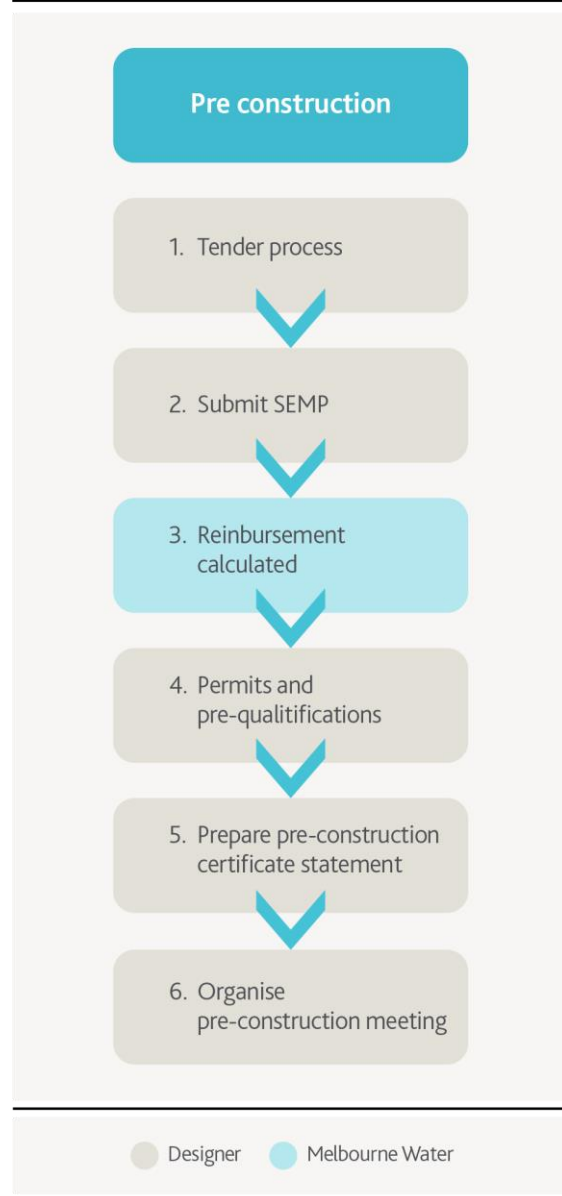 Pre construction
1. Tender process
2. Submit SEMP
3. Reinbursement
calculated
4. Permits and
pre-qualitifications
5. Prepare pre-construction
certificate statement
6. Organise
pre-construction meeting
Designer Melbourne Water